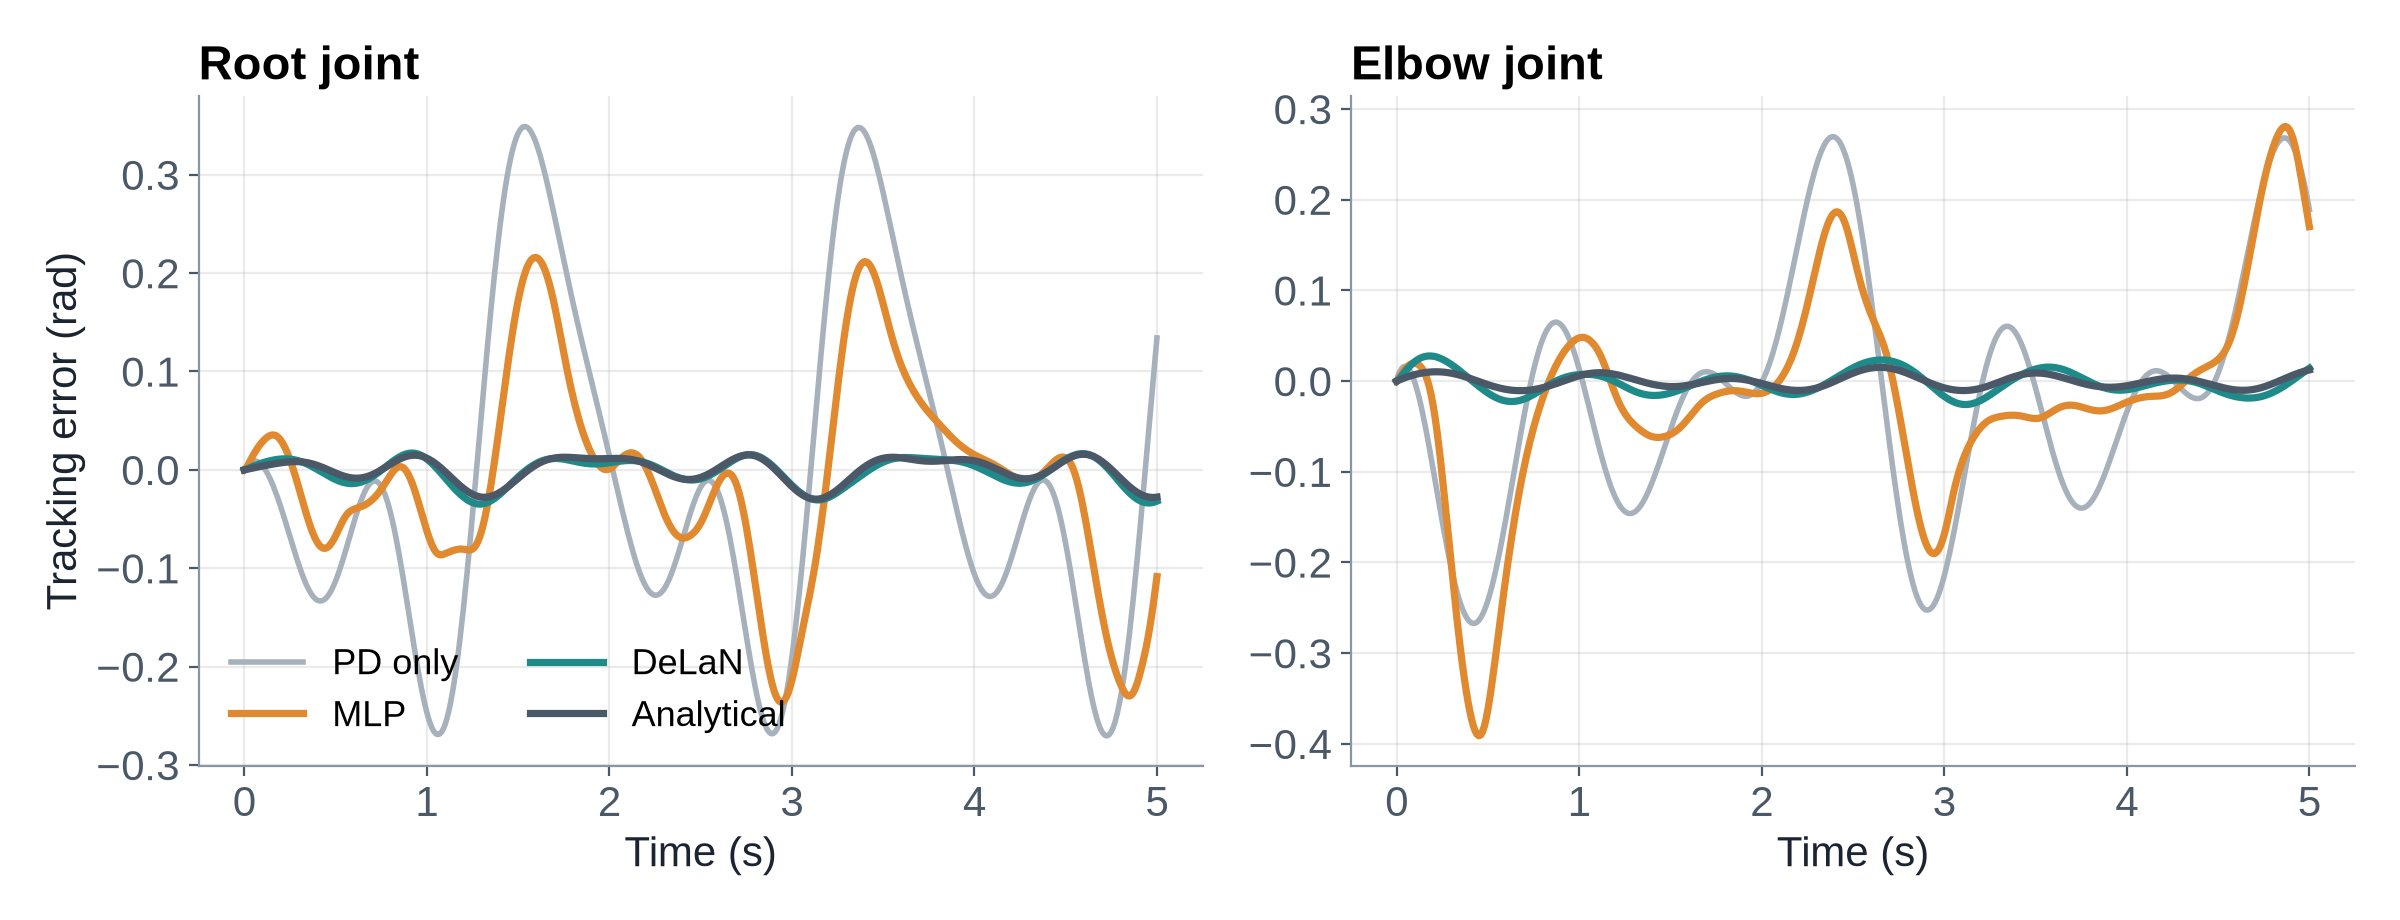 Root joint
Elbow joint
Tracking error (rad)
0.3
0.2
0.1
0.0
−0.1
−0.2
−0.3
PD only
MLP
DeLaN
Analytical
0 1 2 3 4 5
Time (s)
0.3
0.2
0.1
0.0
−0.1
−0.2
−0.3
−0.4
0 1 2 3 4 5
Time (s)